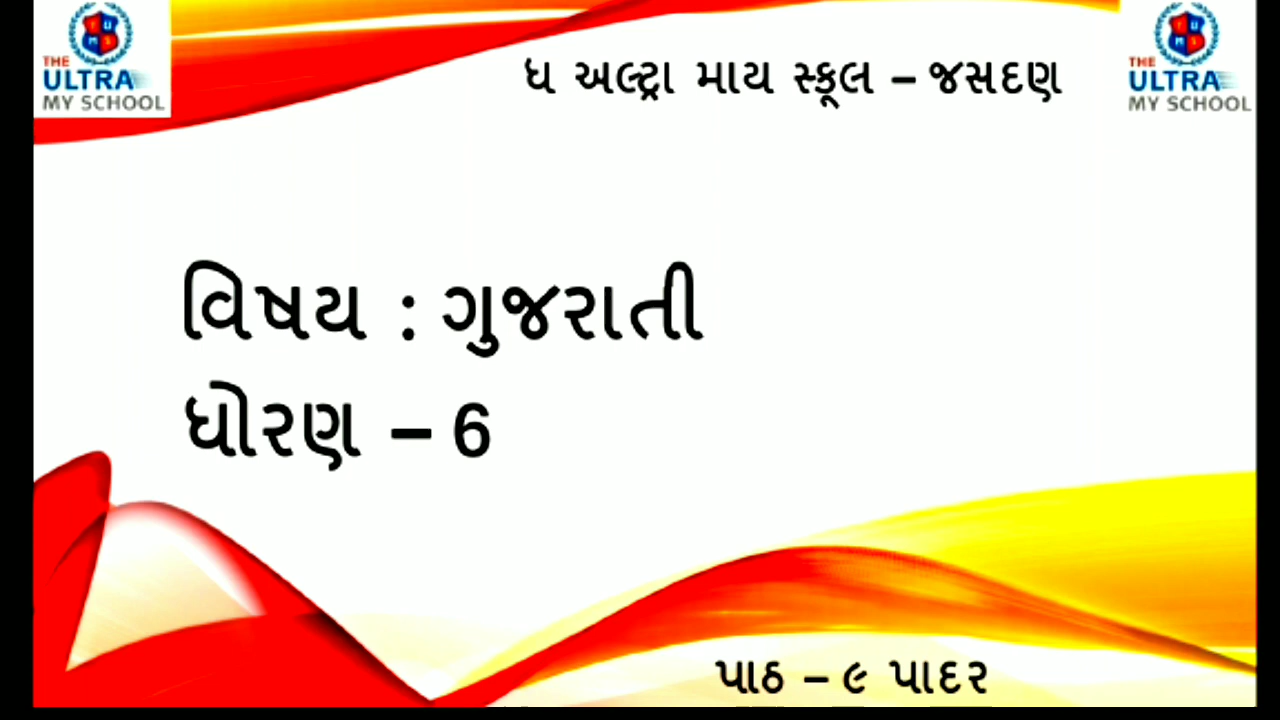 THE
ULTRA
MY SCHOOL
ધ અલ્ટ્રા માય સ્કૂલ – જસદણ
THE
ULTRA
MY SCHOOL
વિષય : ગુજરાતી
ધોરણ – 6
પાઠ – ૯ પાદર